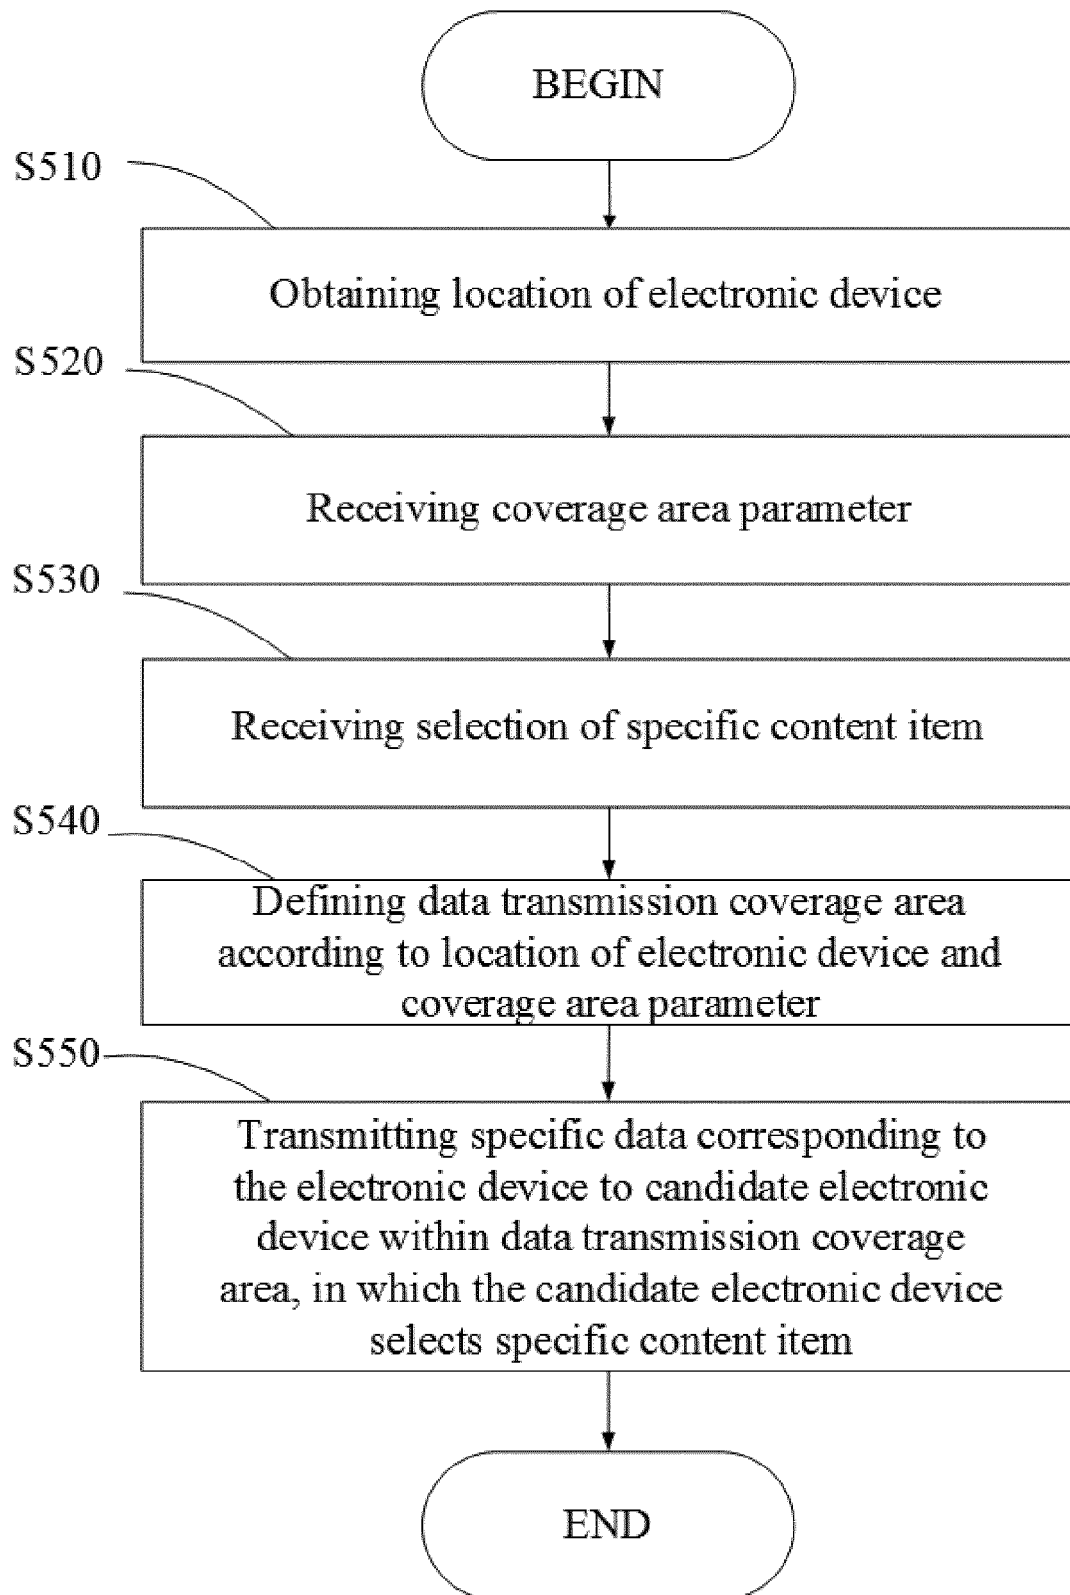 BEGIN
S510
Obtaining location of electronic device
S520
Receiving coverage area parameter
S530
Receiving selection of specific content item
S540
Defining data transmission coverage area
according to location of electronic device and
coverage area parameter
S550
Transmitting specific data corresponding to
the electronic device to candidate electronic
device within data transmission coverage
area, in which the candidate electronic device
selects specific content item
END